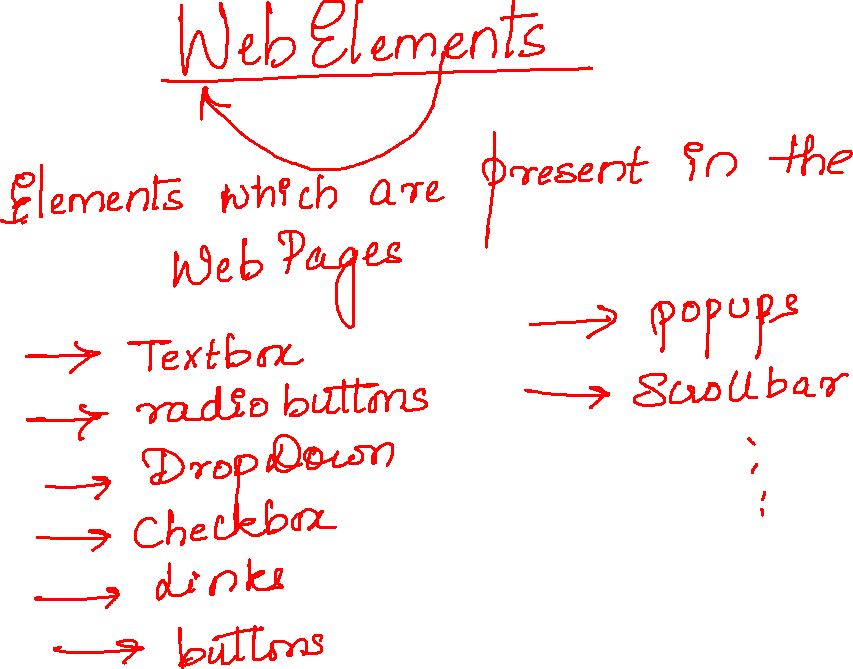 WebElements
Elements which are present in the
Web Pages
→ Textbox
→ radio buttons
→ DropDown
→ Checkbox
→ Links
→ buttons
→ popups
→ Scrollbar